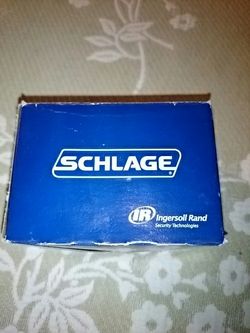 SCHLAGE
IR Ingersoll Rand
Security Technologies